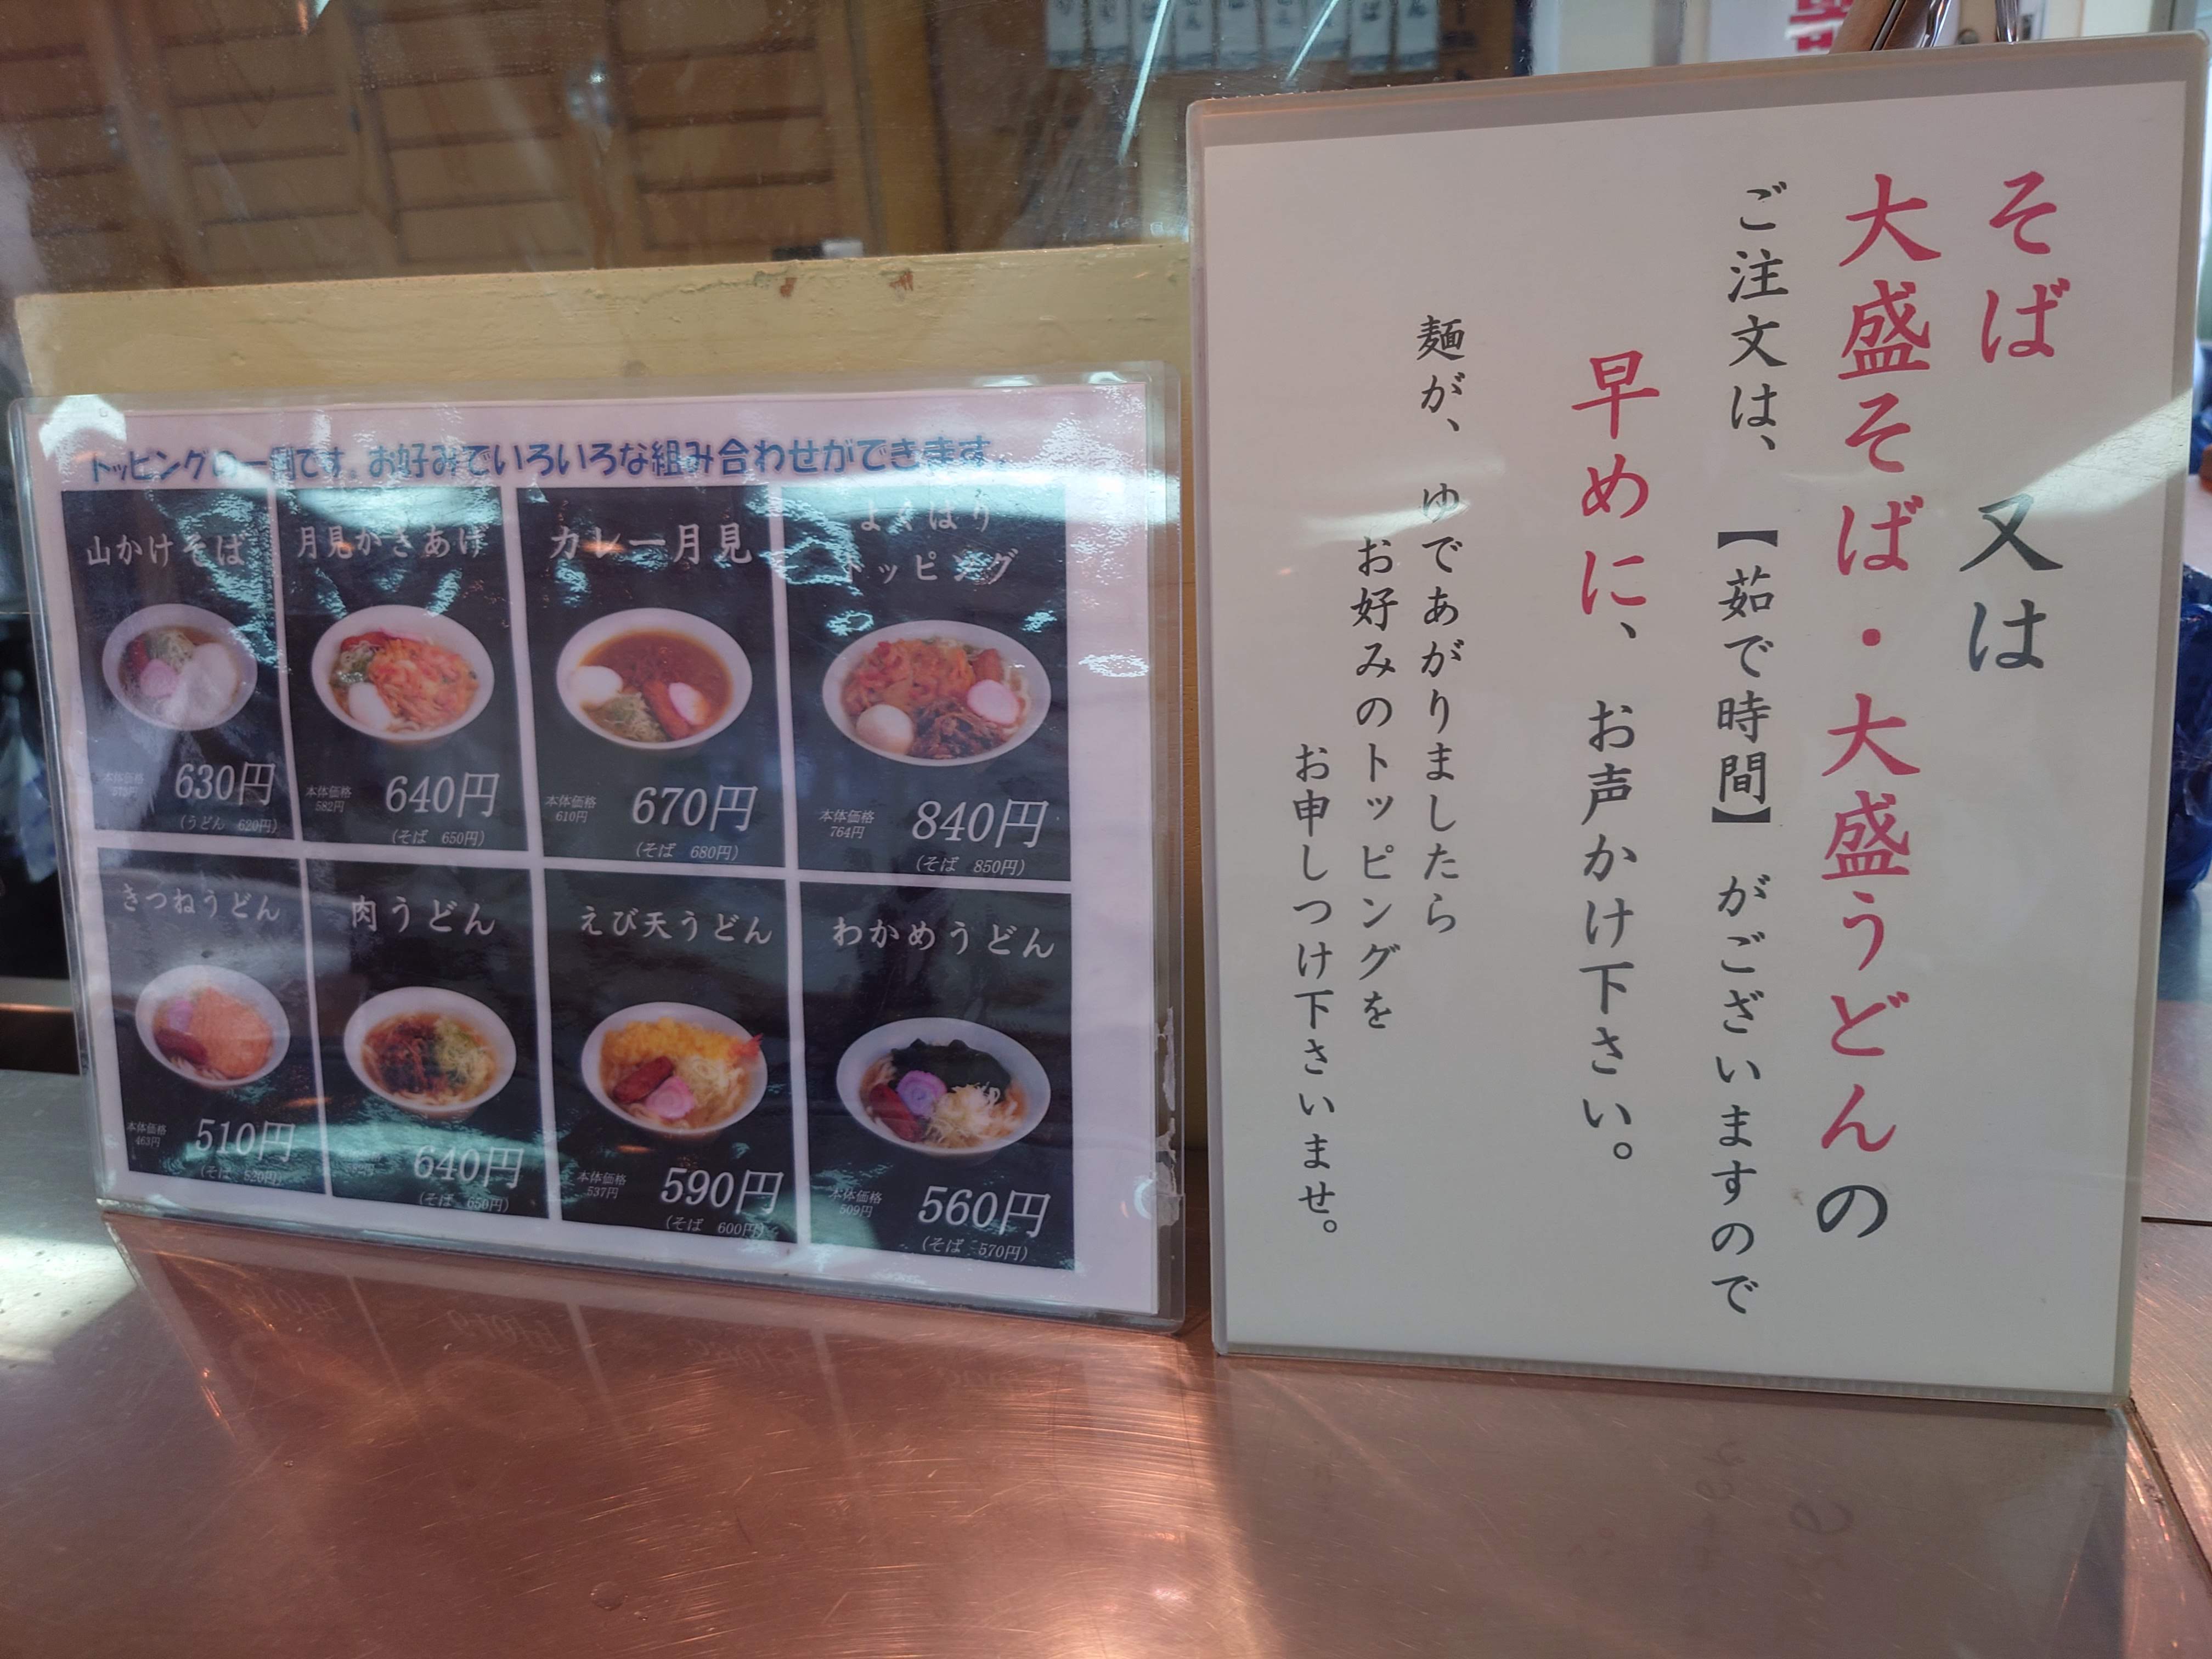 トッピングの一例です。お好みでいろいろな組み合わせができます。
山かけそば
本体価格
630円
(うどん 620円)
月見かきあげ
本体価格
582円
640円
(そば 650円)
カレー月見
本体価格
610円
670円
(そば 680円)
よくばり
トッピング
本体価格
764円
840円
(そば 850円)
きつねうどん
本体価格
463円
510円
(そば 520円)
肉うどん
640円
(そば 650円)
えび天うどん
本体価格
537円
590円
(そば 600円)
わかめうどん
本体価格
509円
560円
(そば 570円)
そば 又は
大盛そば・大盛うどんの
ご注文は、【茹で時間】がございますので
早めに、お声かけ下さい。
麺が、ゆであがりましたら
お好みのトッピングを
お申しつけ下さいませ。